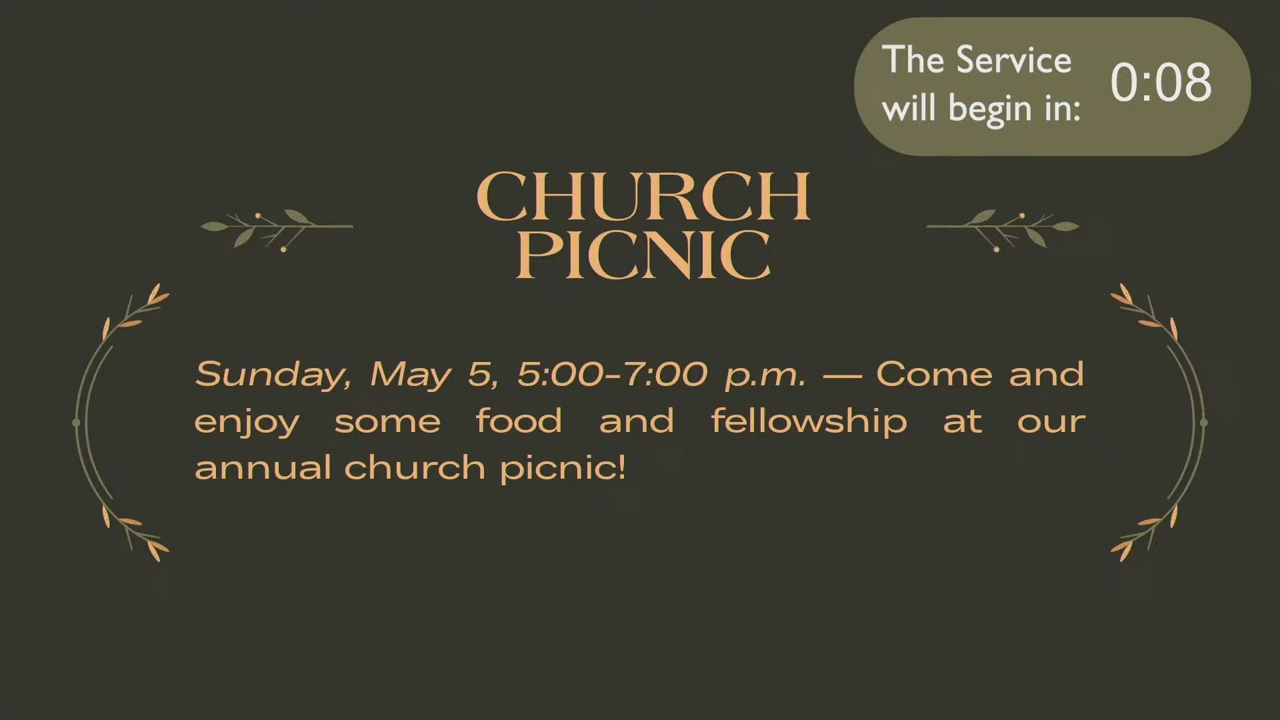 The Service
will begin in:
0:08
CHURCH
PICNIC
Sunday, May 5, 5:00–7:00 p.m. — Come and
enjoy some food and fellowship at our
annual church picnic!